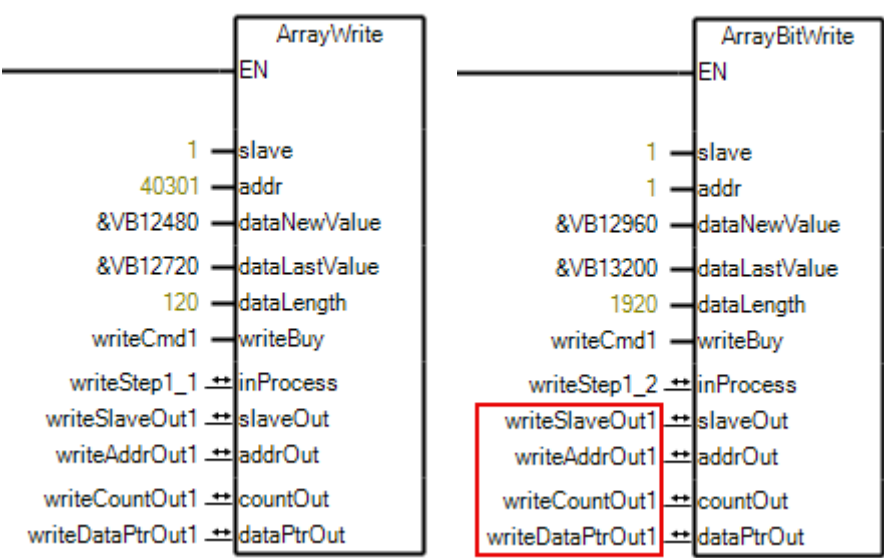 ArrayWrite
EN
1 slave
40301 addr
&VB12480 dataNewValue
&VB12720 dataLastValue
120 dataLength
writeCmd1 writeBuy
writeStep1_1 inProcess
writeSlaveOut1 slaveOut
writeAddrOut1 addrOut
writeCountOut1 countOut
writeDataPtrOut1 dataPtrOut
ArrayBitWrite
EN
1 slave
1 addr
&VB12960 dataNewValue
&VB13200 dataLastValue
1920 dataLength
writeCmd1 writeBuy
writeStep1_2 inProcess
writeSlaveOut1 slaveOut
writeAddrOut1 addrOut
writeCountOut1 countOut
writeDataPtrOut1 dataPtrOut